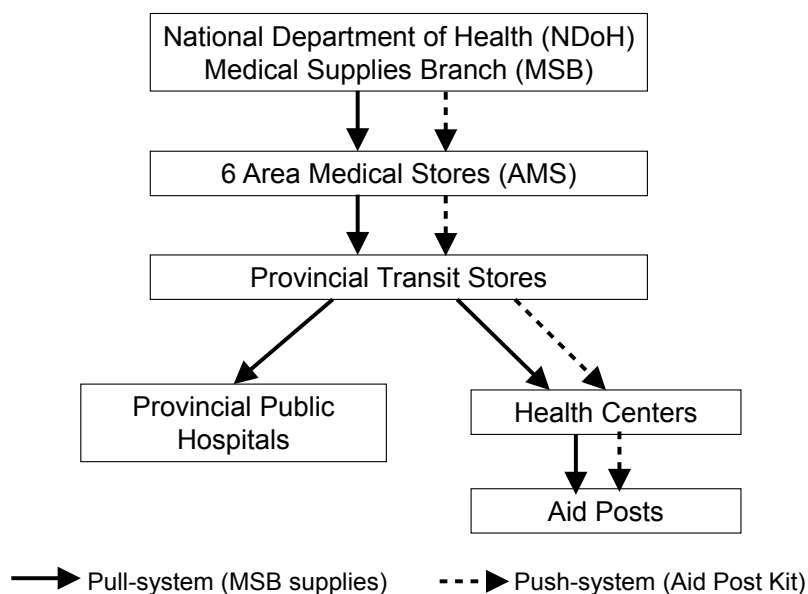 National Department of Health (NDoH)
Medical Supplies Branch (MSB)
6 Area Medical Stores (AMS)
Provincial Transit Stores
Provincial Public
Hospitals
Health Centers
Aid Posts
Pull-system (MSB supplies)
Push-system (Aid Post Kit)